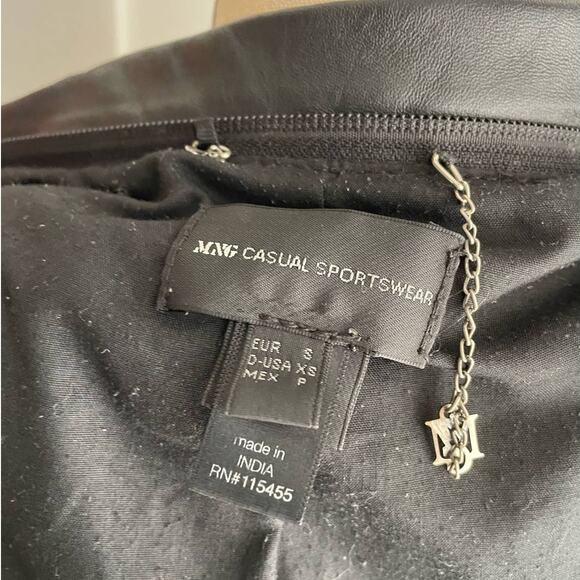 MNG CASUAL SPORTSWEAR
EUR S
D-USA XS
MEX P
made in
INDIA
RN#115455